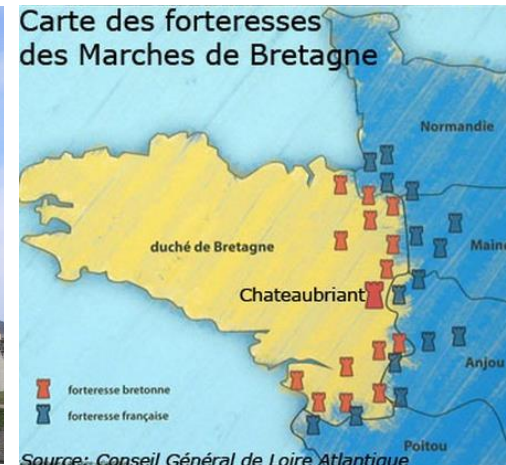 Carte des forteresses
des Marches de Bretagne
Normandie
duché de Bretagne
Maine
Chateaubriant
Anjou
forteresse bretonne
forteresse française
Poitou
Source: Conseil Général de Loire Atlantique